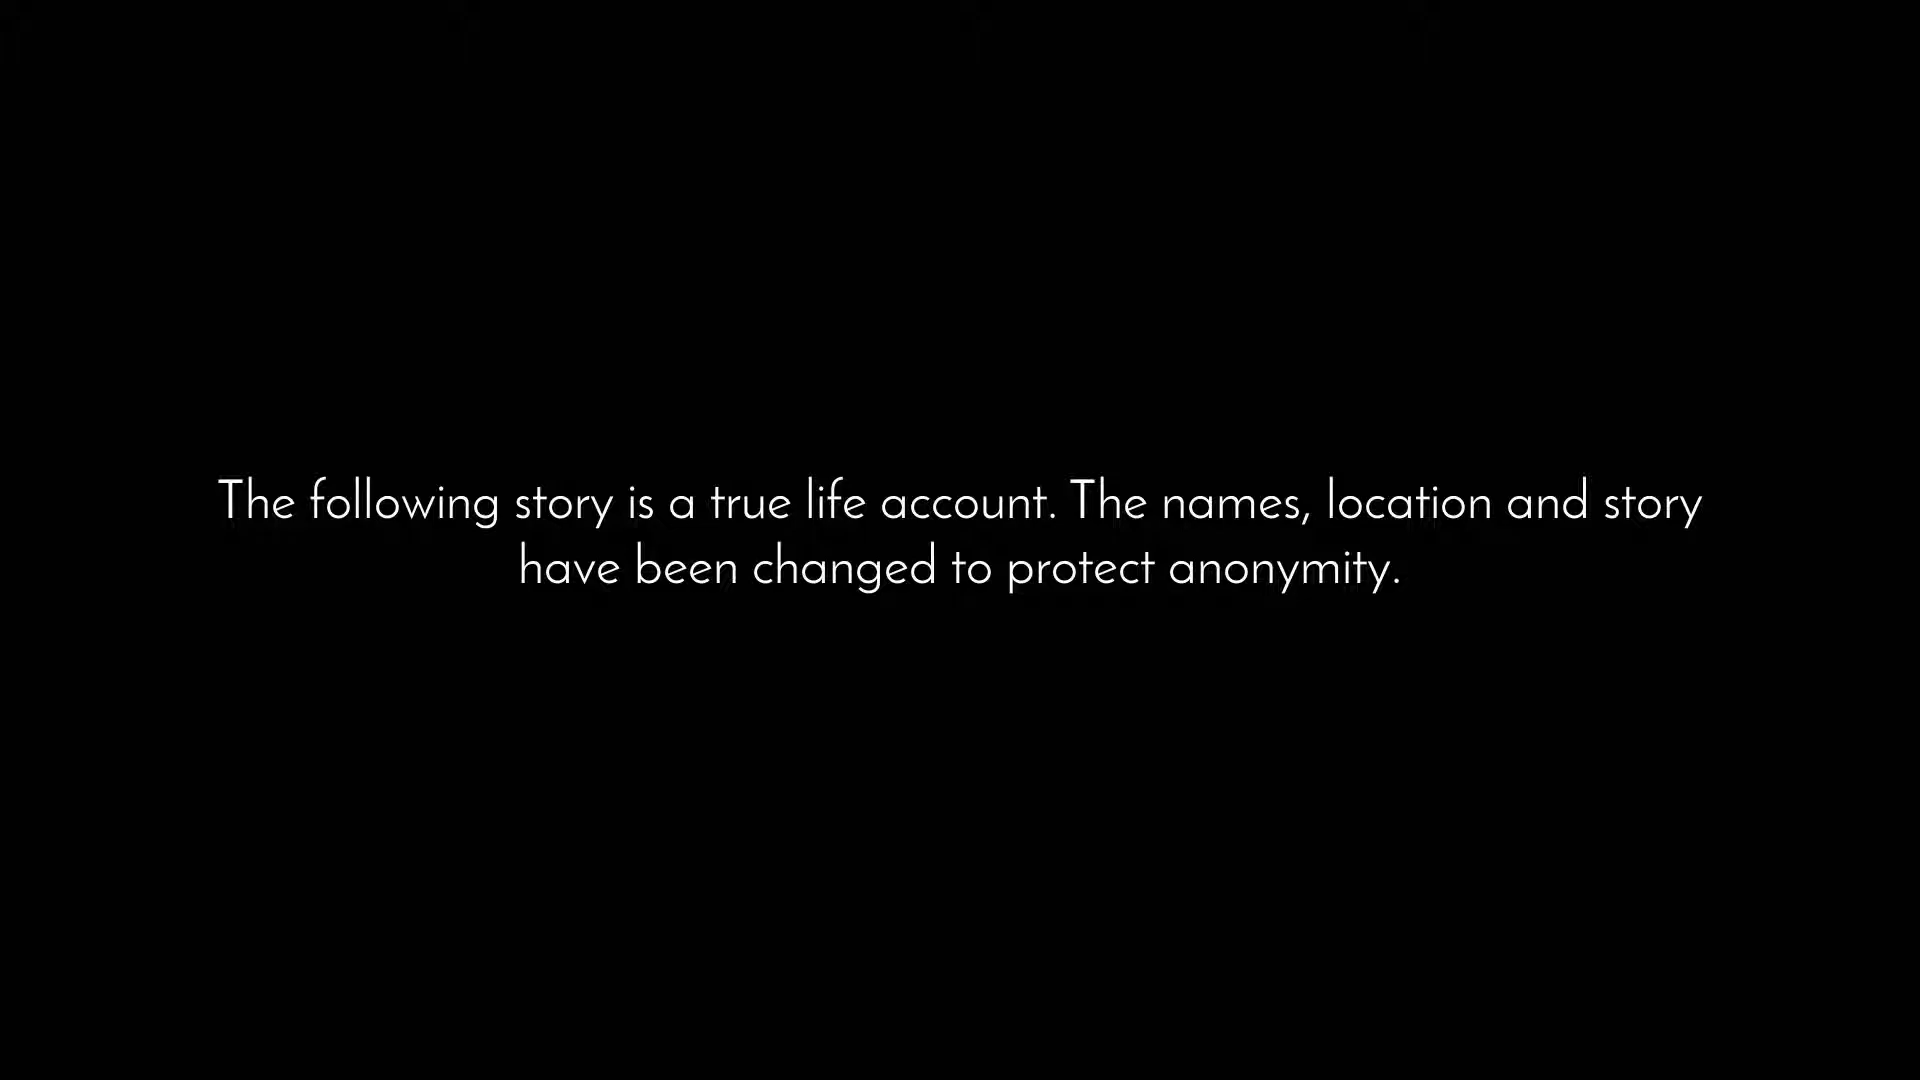 The following story is a true life account. The names, location and story
have been changed to protect anonymity.